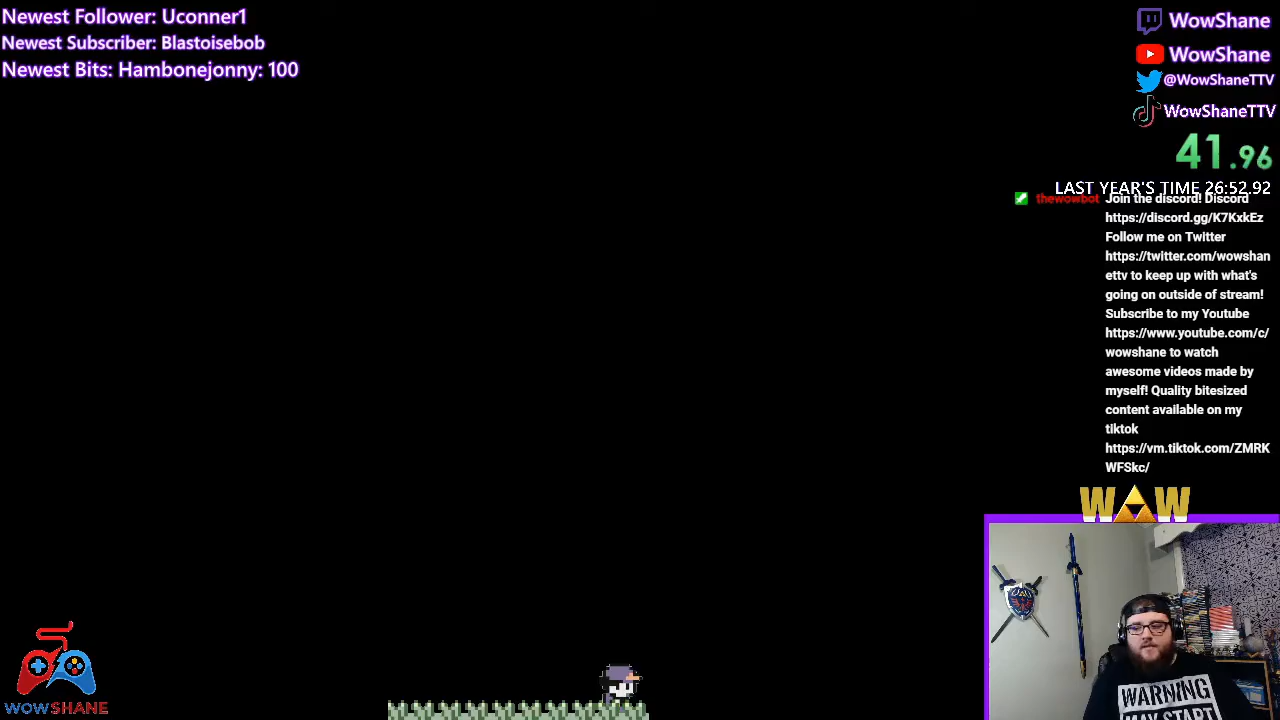 Newest Follower: Uconner1
Newest Subscriber: Blastoisebob
Newest Bits: Hambonejonny: 100
WowShane
WowShane
@WowShaneTTV
WowShaneTTV
41.96
LAST YEAR'S TIME 26:52.92
thewowbot Join the discord! Discord
https://discord.gg/K7KxkEz
Follow me on Twitter
https://twitter.com/wowshan
ettv to keep up with what's
going on outside of stream!
Subscribe to my Youtube
https://www.youtube.com/c/
wowshane to watch
awesome videos made by
myself! Quality bitesized
content available on my
tiktok
https://vm.tiktok.com/ZMRK
WFSkc/
W W
WARNING
MAY START
WOWSHANE